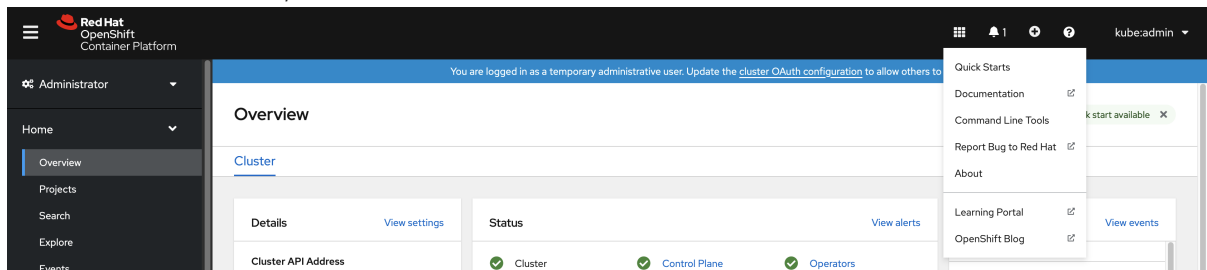 Red Hat
OpenShift
Container Platform
1
kube:admin
Administrator
You are logged in as a temporary administrative user. Update the cluster OAuth configuration to allow others to
Home
Overview
Projects
Search
Explore
Events
Overview
k start available
Cluster
Details
View settings
Cluster API Address
Status
View alerts
Cluster
Control Plane
Operators
View events
Quick Starts
Documentation
Command Line Tools
Report Bug to Red Hat
About
Learning Portal
OpenShift Blog